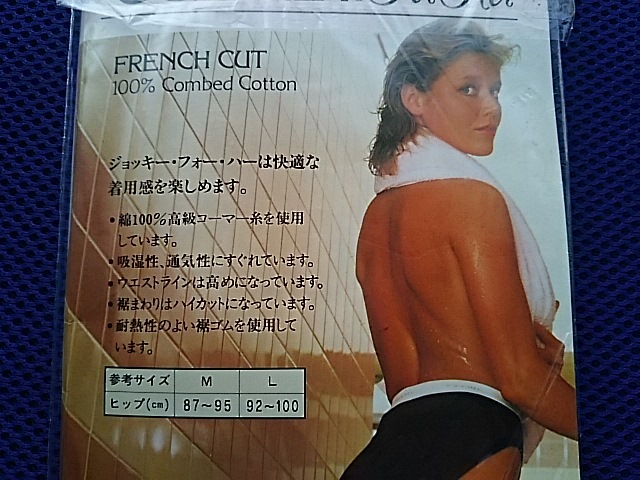 FRENCH CUT
100% Combed Cotton
ジョッキー・フォー・ハーは快適な
着用感を楽しめます。
• 綿100%高級コーマー糸を使用
しています。
• 吸湿性、通気性にすぐれています。
• ウエストラインは高めになっています。
• 裾まわりはハイカットになっています。
• 耐熱性のよい裾ゴムを使用して
います。
参考サイズ M L
ヒップ(cm) 87~95 92~100